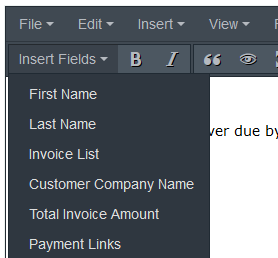 File Edit Insert View
Insert Fields B I
First Name
Last Name
ver due by
Invoice List
Customer Company Name
Total Invoice Amount
Payment Links